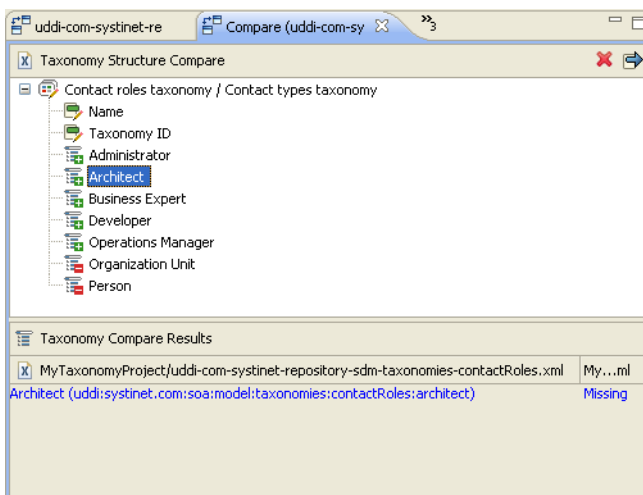 uddi-com-systinet-re Compare (uddi-com-sy »3
Taxonomy Structure Compare
Contact roles taxonomy / Contact types taxonomy
Name
Taxonomy ID
Administrator
Architect
Business Expert
Developer
Operations Manager
Organization Unit
Person
Taxonomy Compare Results
MyTaxonomyProject/uddi-com-systinet-repository-sdm-taxonomies-contactRoles.xml My...ml
Architect (uddi:systinet.com:soa:model:taxonomies:contactRoles:architect) Missing